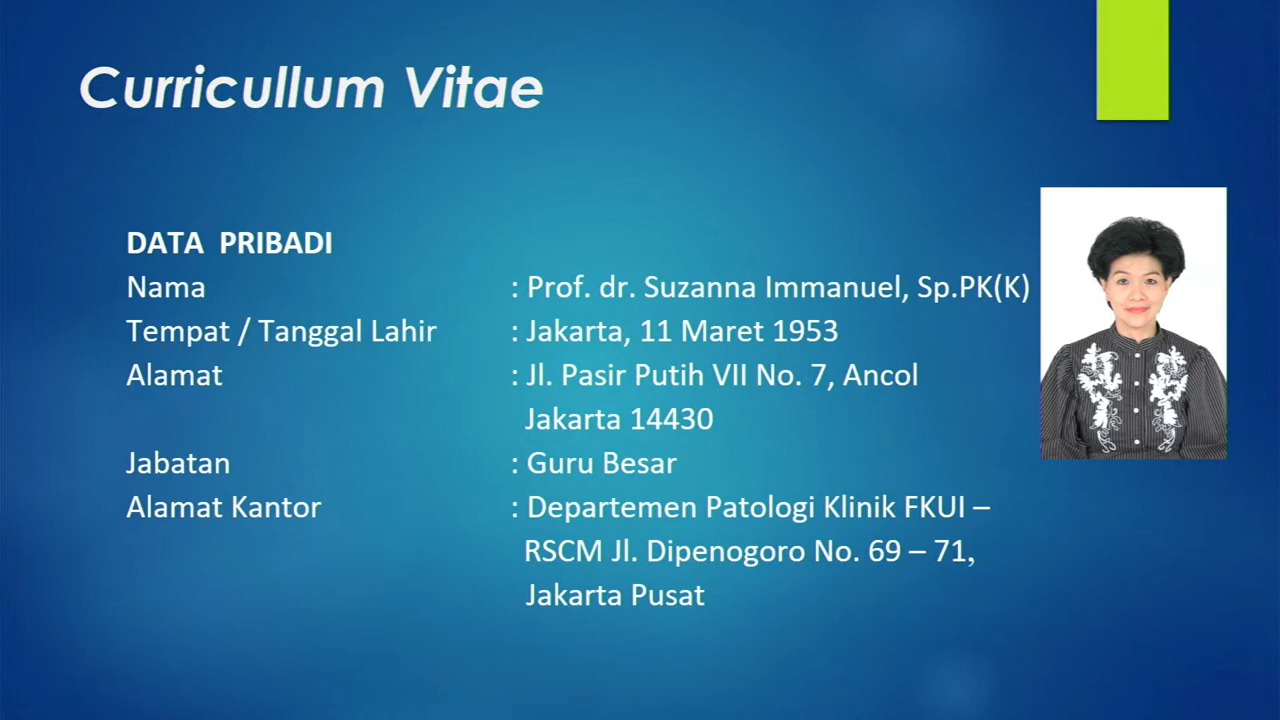 Curricullum Vitae
DATA PRIBADI
Nama : Prof. dr. Suzanna Immanuel, Sp.PK(K)
Tempat / Tanggal Lahir : Jakarta, 11 Maret 1953
Alamat : Jl. Pasir Putih VII No. 7, Ancol
Jakarta 14430
Jabatan : Guru Besar
Alamat Kantor : Departemen Patologi Klinik FKUI –
RSCM Jl. Dipenogoro No. 69 – 71,
Jakarta Pusat